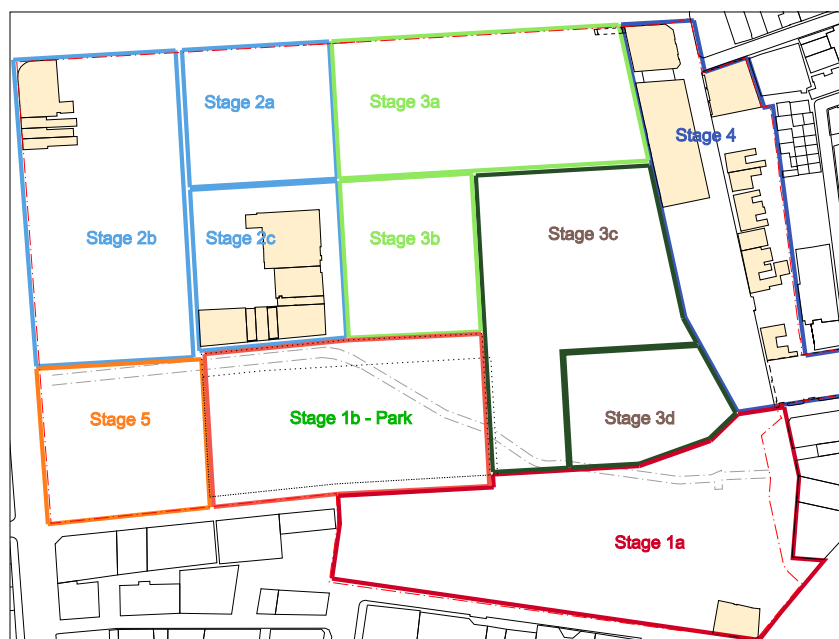 Stage 2a
Stage 3a
Stage 4
Stage 2b
Stage 2c
Stage 3b
Stage 3c
Stage 5
Stage 1b - Park
Stage 3d
Stage 1a